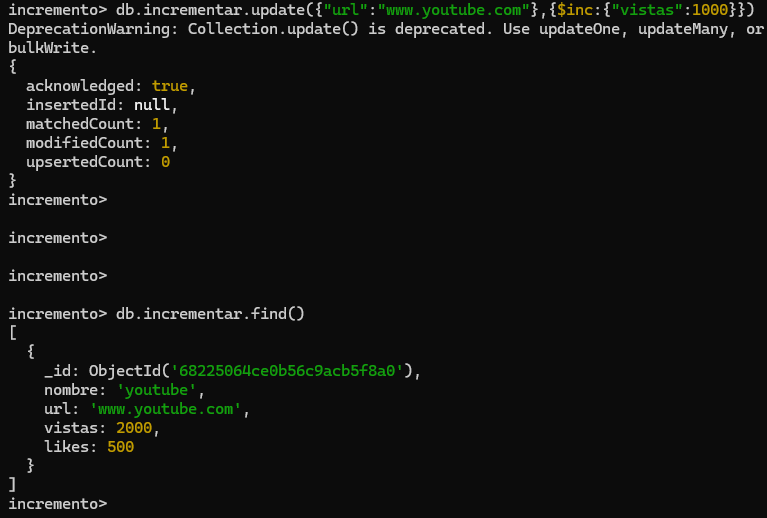 incremento> db.incrementar.update({"url":"www.youtube.com"},{$inc:{"vistas":1000}})
DeprecationWarning: Collection.update() is deprecated. Use updateOne, updateMany, or
bulkWrite.
{
  acknowledged: true,
  insertedId: null,
  matchedCount: 1,
  modifiedCount: 1,
  upsertedCount: 0
}
incremento>
incremento>
incremento>
incremento> db.incrementar.find()
[
  {
    _id: ObjectId('68225064ce0b56c9acb5f8a0'),
    nombre: 'youtube',
    url: 'www.youtube.com',
    vistas: 2000,
    likes: 500
  }
]
incremento>